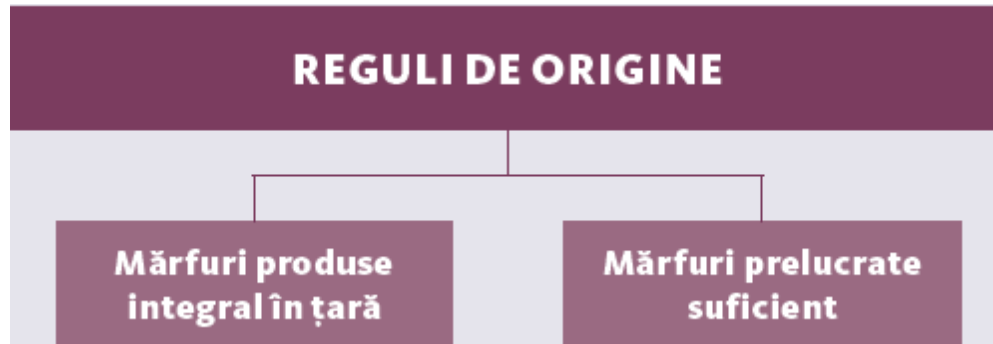 REGULI DE ORIGINE
Mărfuri produse
integral în țară
Mărfuri prelucrate
suficient